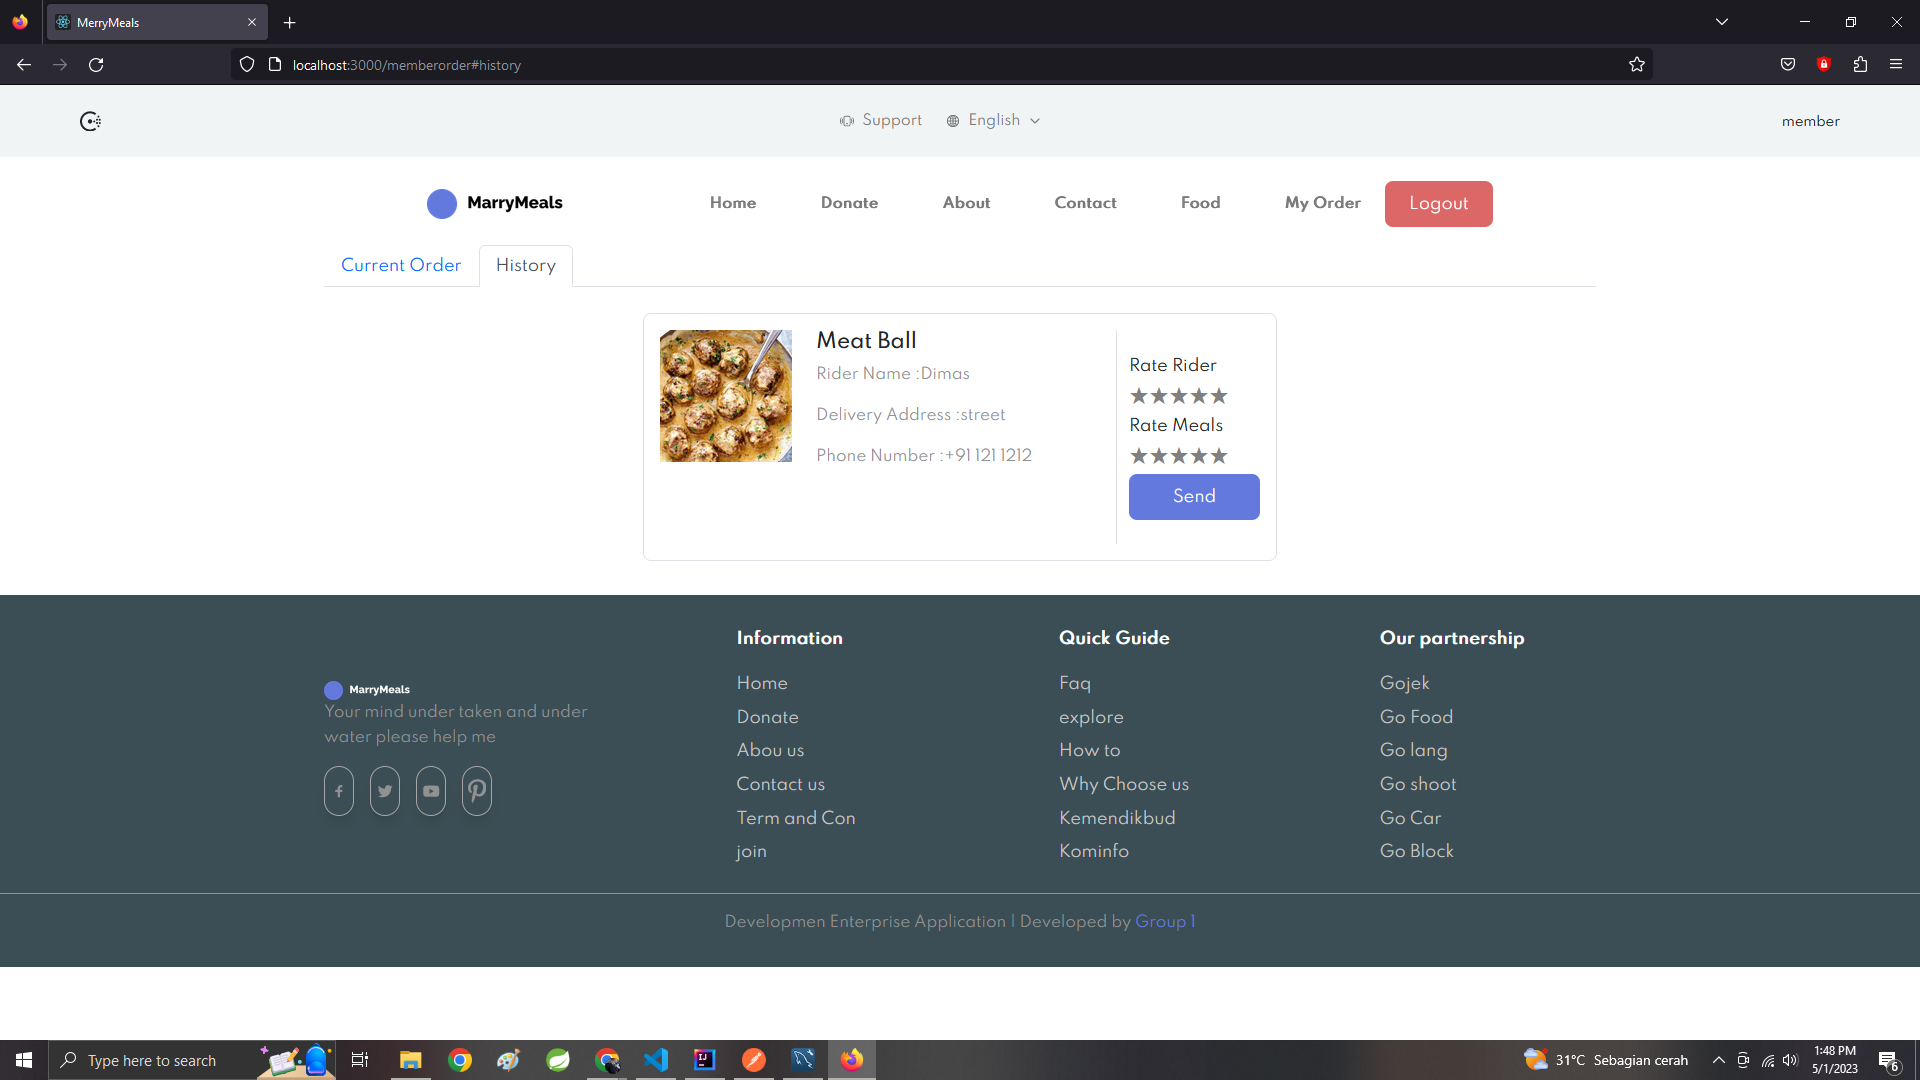 MerryMeals
localhost:3000/memberorder#history
Support
English
member
MarryMeals
Home
Donate
About
Contact
Food
My Order
Logout
Current Order
History
Meat Ball
Rider Name :Dimas
Delivery Address :street
Phone Number :+91 121 1212
Rate Rider
★★★★★
Rate Meals
★★★★★
Send
MarryMeals
Your mind under taken and under
water please help me
Information
Home
Donate
Abou us
Contact us
Term and Con
join
Quick Guide
Faq
explore
How to
Why Choose us
Kemendikbud
Kominfo
Our partnership
Gojek
Go Food
Go lang
Go shoot
Go Car
Go Block
Developmen Enterprise Application | Developed by Group 1
Type here to search
31°C Sebagian cerah
1:48 PM
5/1/2023
6